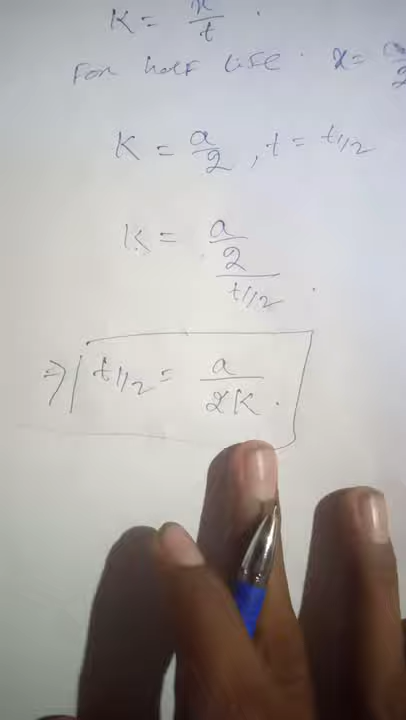 K = x/t .
For half life . x = a/2
K = a/2 , t = t1/2
K = a/2 / t1/2 .
⇒ t1/2 = a/2K .